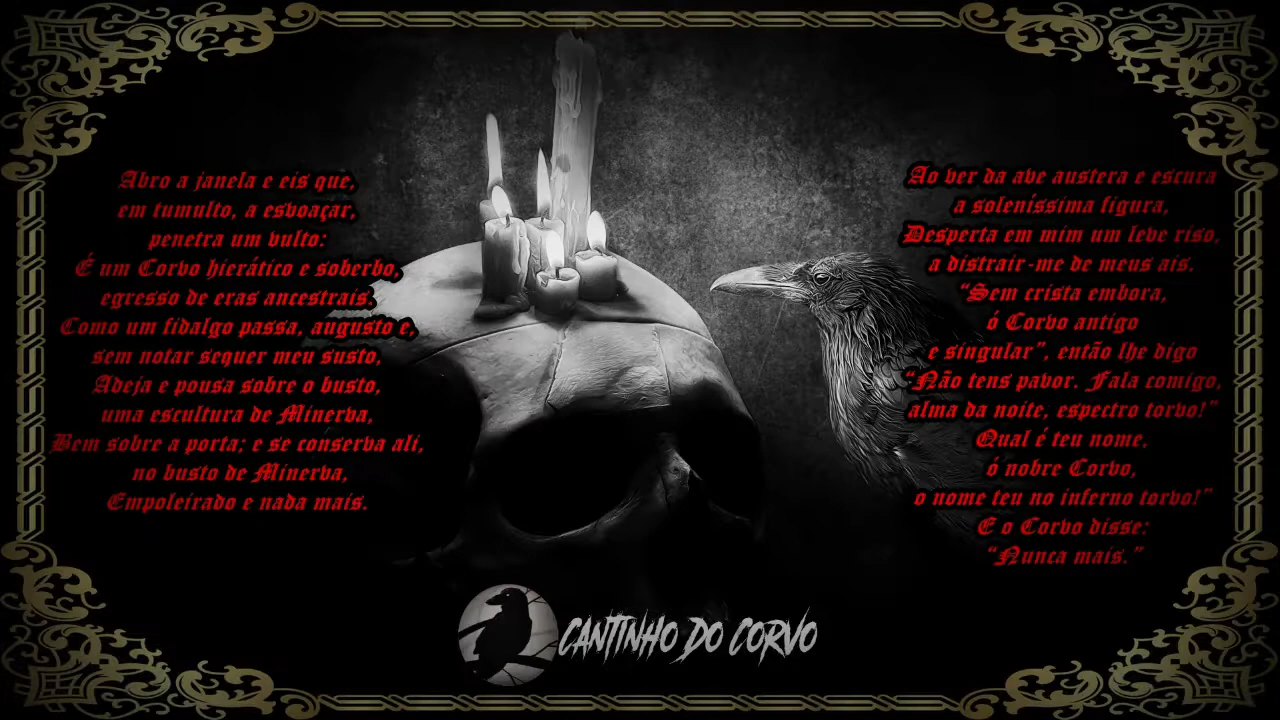 Abro a janela e eis que,
em tumulto, a esvoaçar,
penetra um vulto:
É um Corvo hierático e soberbo,
egresso de eras ancestrais.
Como um fidalgo passa, augusto e,
sem notar sequer meu susto,
Adeja e pousa sobre o busto,
uma escultura de Minerva,
Bem sobre a porta; e se conserva ali,
no busto de Minerva,
Empoleirado e nada mais.
Ao ver da ave austera e escura
a soleníssima figura,
Desperta em mim um leve riso,
a distrair-me de meus ais.
“Sem crista embora,
ó Corvo antigo
e singular”, então lhe digo
“Não tens pavor. Fala comigo,
alma da noite, espectro torvo!”
Qual é teu nome,
ó nobre Corvo,
o nome teu no inferno torvo!”
E o Corvo disse:
“Nunca mais.”
CANTINHO DO CORVO